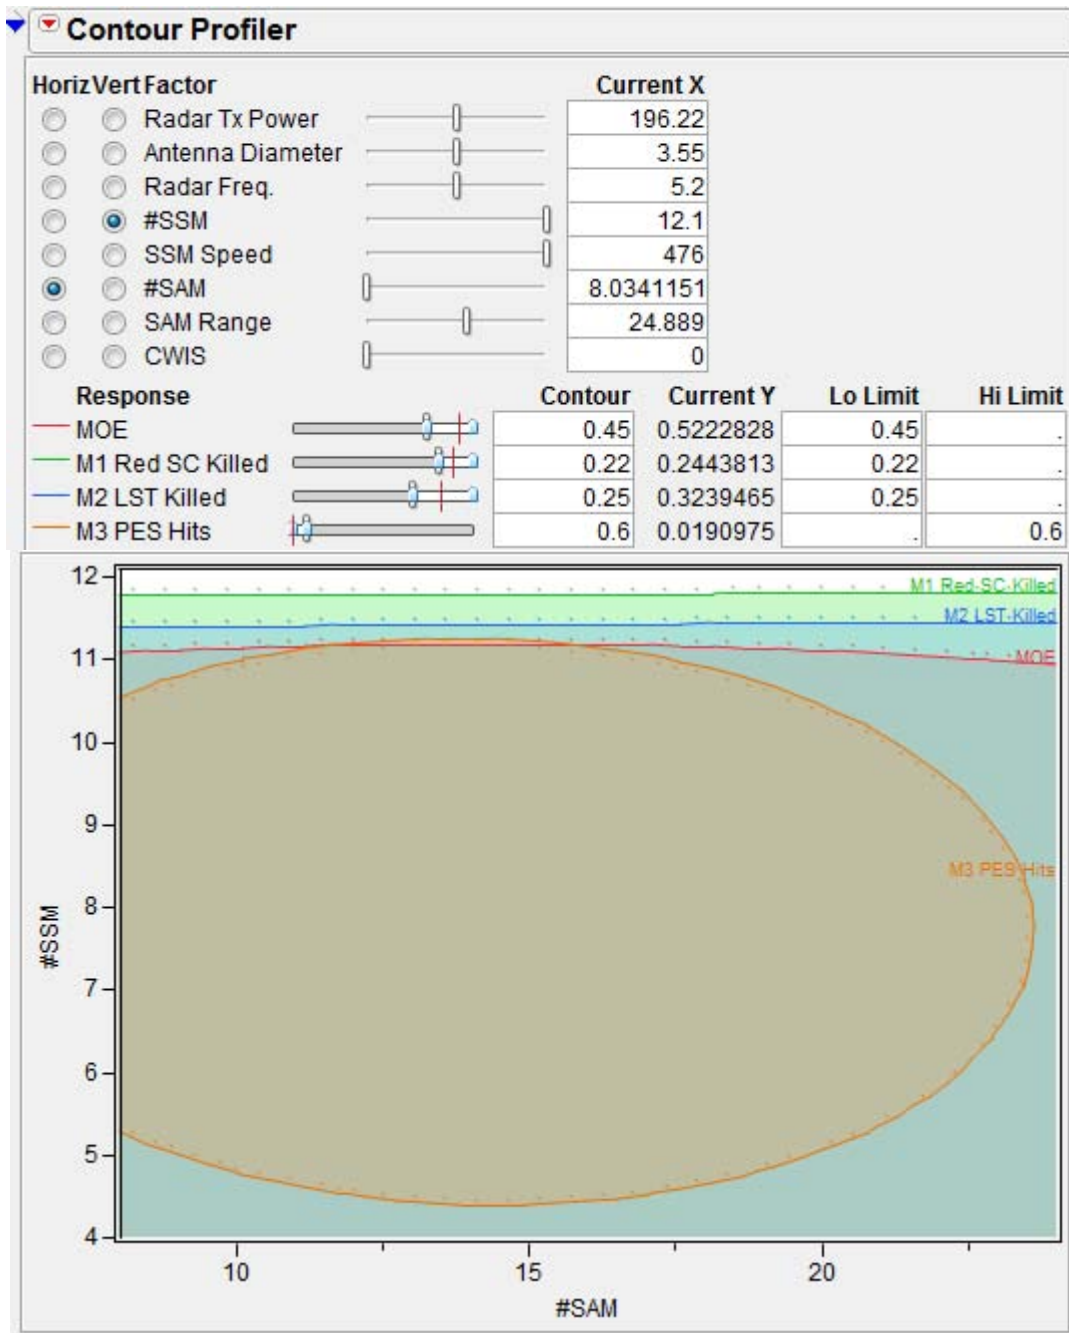 Contour Profiler
Horiz Vert Factor Current X
Radar Tx Power 196.22
Antenna Diameter 3.55
Radar Freq. 5.2
#SSM 12.1
SSM Speed 476
#SAM 8.0341151
SAM Range 24.889
CWIS 0
Response Contour Current Y Lo Limit Hi Limit
MOE 0.45 0.5222828 0.45 .
M1 Red SC Killed 0.22 0.2443813 0.22 .
M2 LST Killed 0.25 0.3239465 0.25 .
M3 PES Hits 0.6 0.0190975 . 0.6
12
M1 Red-SC-Killed
M2 LST-Killed
11
MOE
10
9
M3 PES Hits
8
#SSM
7
6
5
4
10 15 20
#SAM